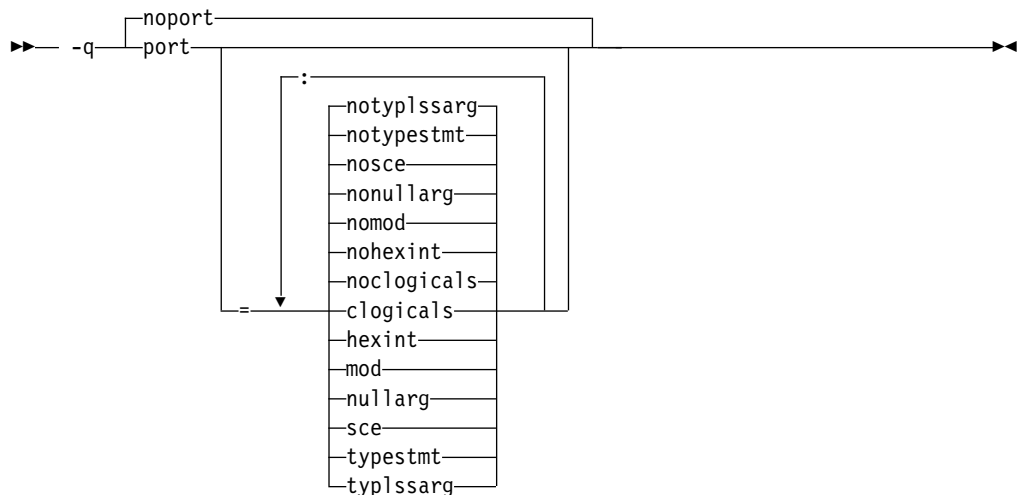 noport
-q port
:
notyplssarg
notypestmt
nosce
nonullarg
nomod
nohexint
noclogicals
= clogicals
hexint
mod
nullarg
sce
typestmt
typlssarg